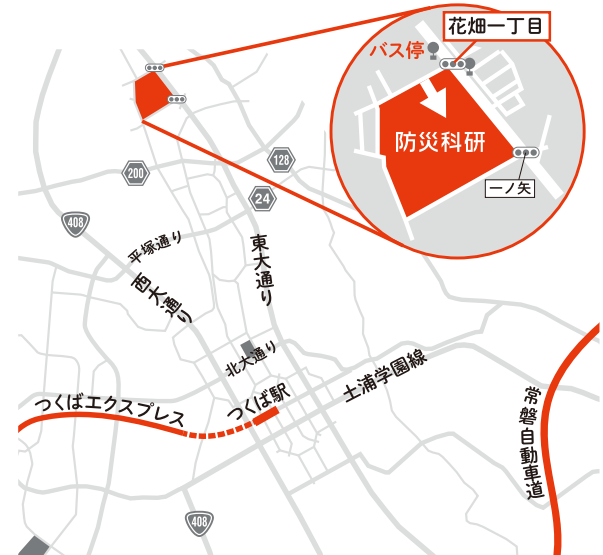 花畑一丁目
バス停
防災科研
一ノ矢
128
200
24
408
平塚通り
東大通り
西大通り
北大通り
土浦学園線
つくば駅
つくばエクスプレス
常磐自動車道
408